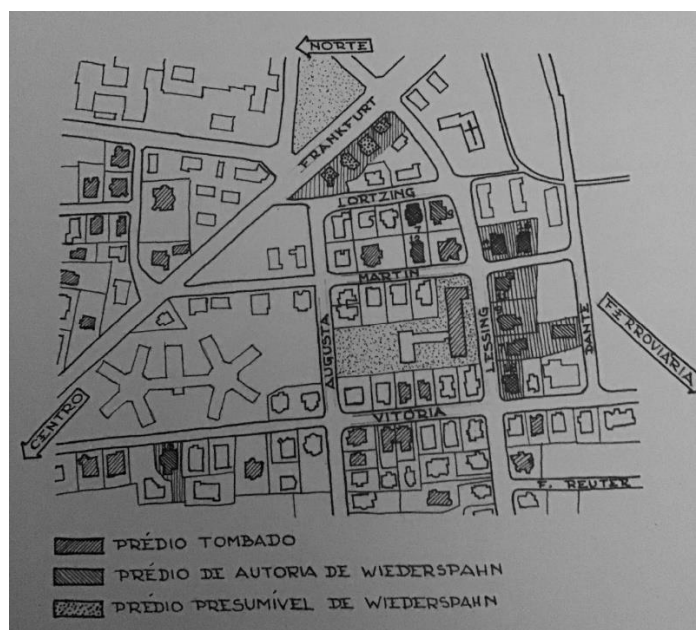 NORTE
FRANKFURT
LORTZING
MARTIN
AUGUSTA
LESSING
DANTE
FERROVIÁRIA
CENTRO
VITÓRIA
F. REUTER
PRÉDIO TOMBADO
PRÉDIO DE AUTORIA DE WIEDERSPAHN
PRÉDIO PRESUMÍVEL DE WIEDERSPAHN